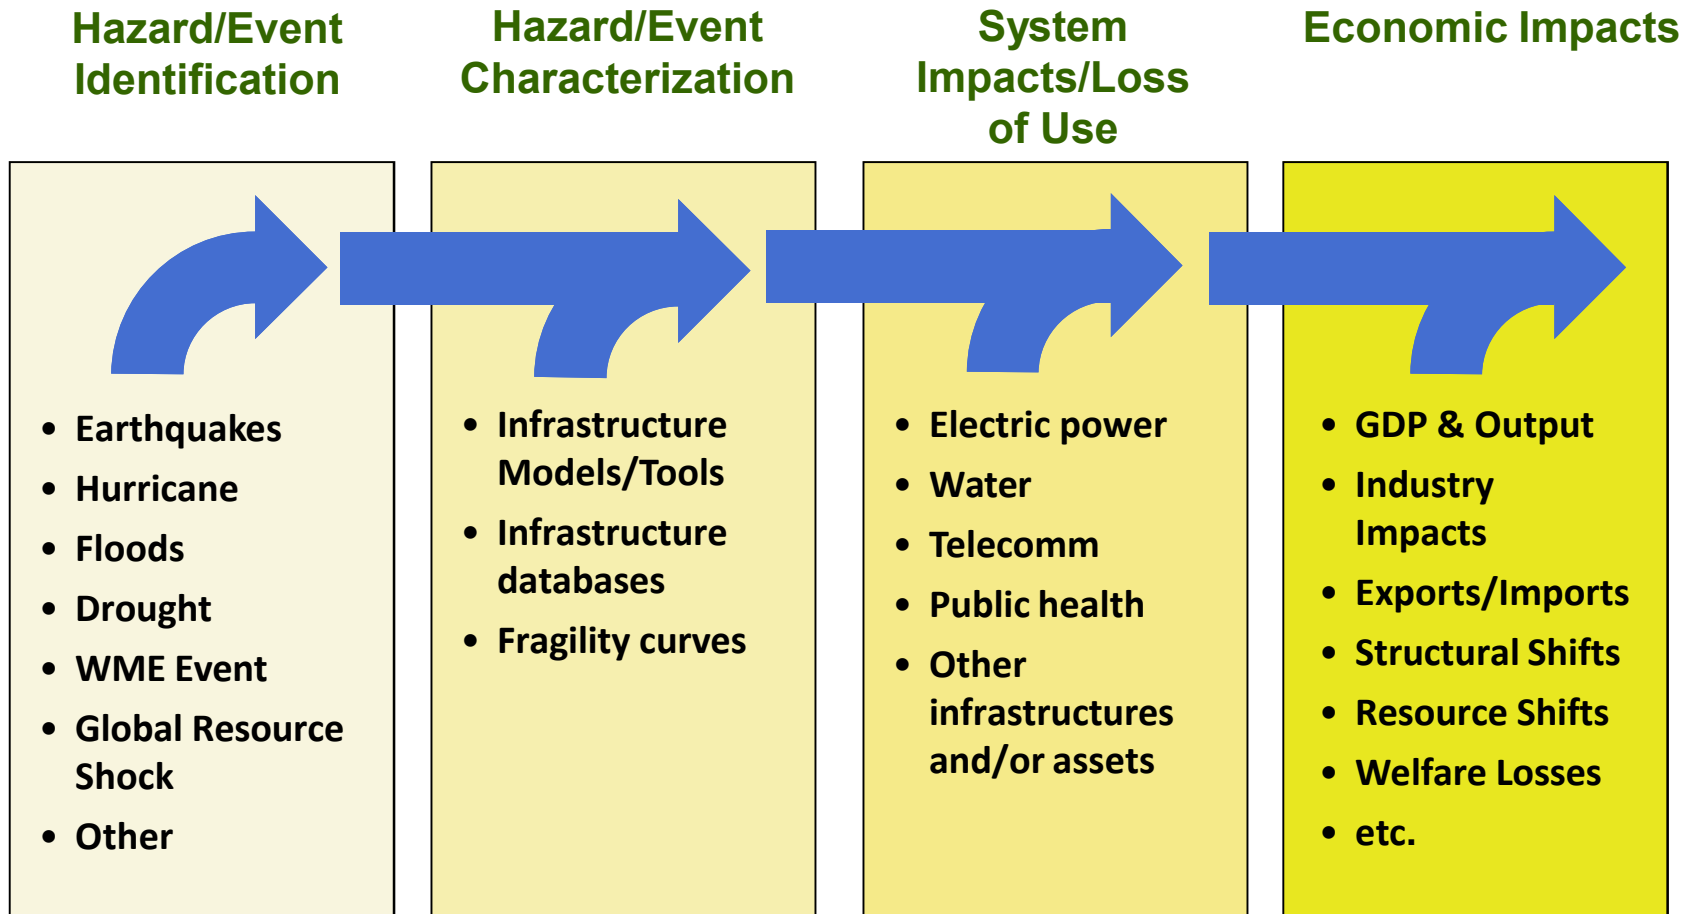 Hazard/Event
Identification
Hazard/Event
Characterization
System
Impacts/Loss
of Use
Economic Impacts
• Earthquakes
• Hurricane
• Floods
• Drought
• WME Event
• Global Resource
Shock
• Other
• Infrastructure
Models/Tools
• Infrastructure
databases
• Fragility curves
• Electric power
• Water
• Telecomm
• Public health
• Other
infrastructures
and/or assets
• GDP & Output
• Industry
Impacts
• Exports/Imports
• Structural Shifts
• Resource Shifts
• Welfare Losses
• etc.